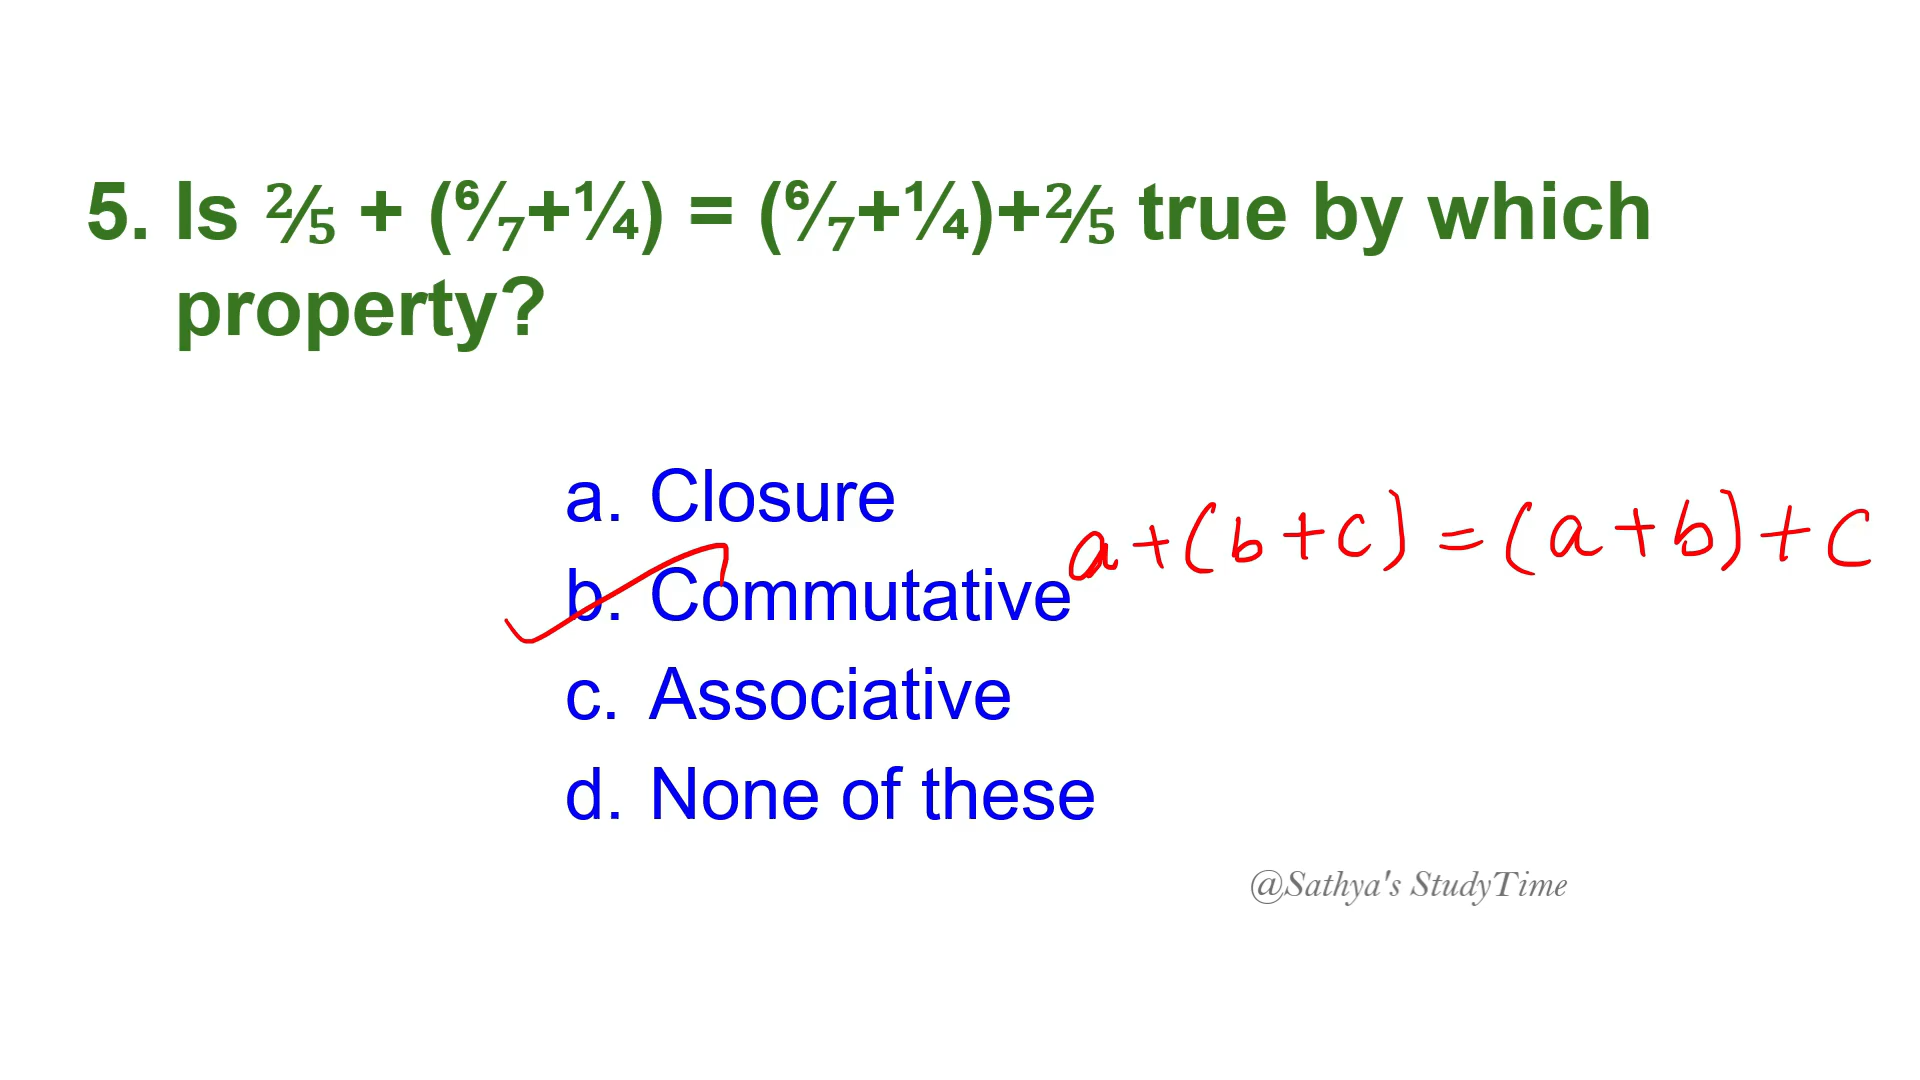 5. Is ⅖ + (⁶⁄₇+¼) = (⁶⁄₇+¼)+⅖ true by which
property?
a. Closure
a+(b+c) = (a+b)+c
b. Commutative
c. Associative
d. None of these
@Sathya's StudyTime